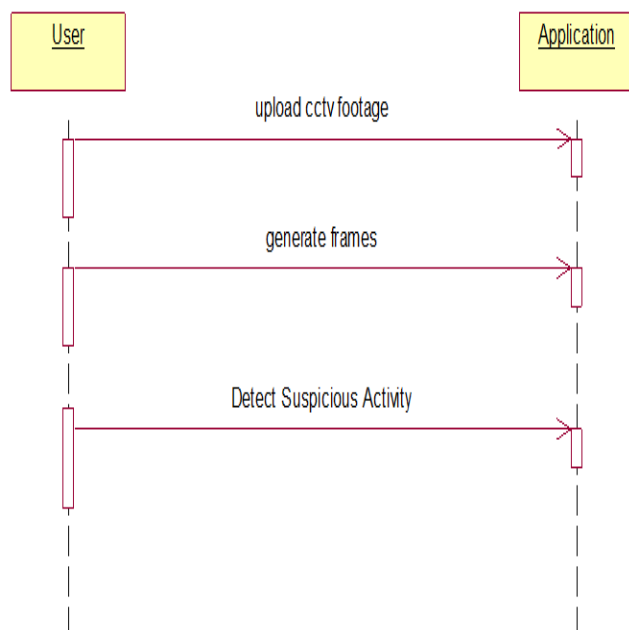 User
Application
upload cctv footage
generate frames
Detect Suspicious Activity